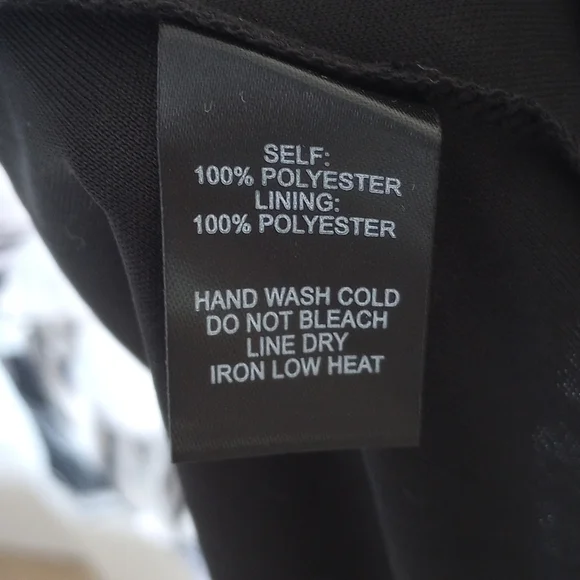 SELF:
100% POLYESTER
LINING:
100% POLYESTER
HAND WASH COLD
DO NOT BLEACH
LINE DRY
IRON LOW HEAT